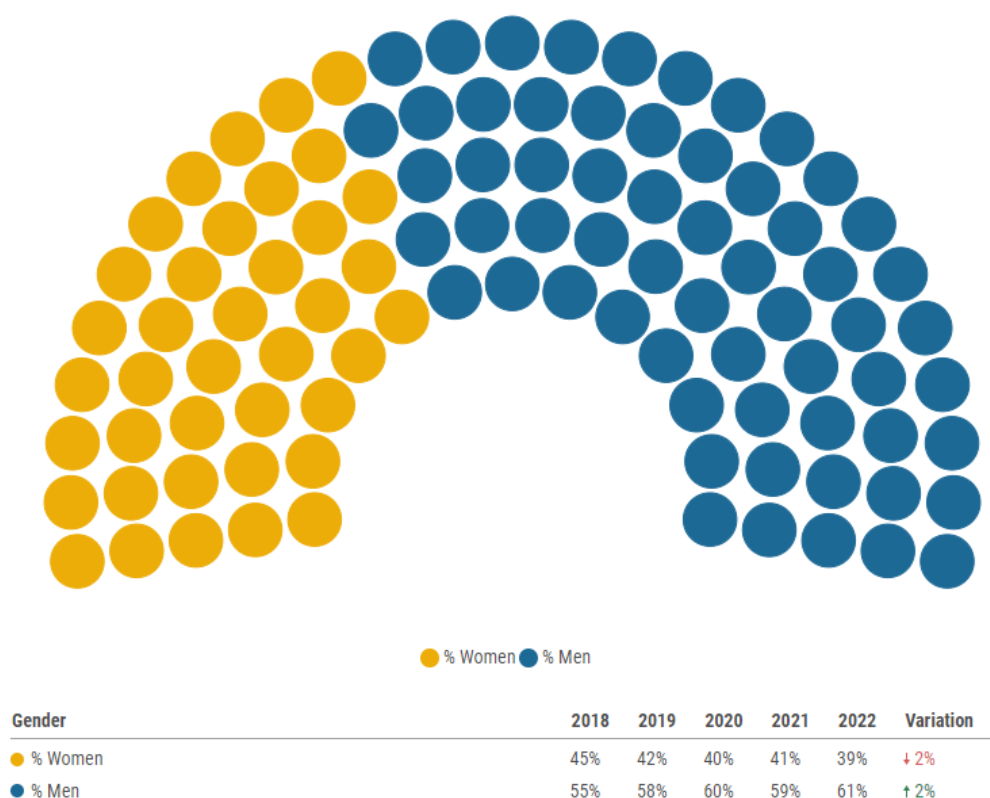 % Women % Men
Gender 2018 2019 2020 2021 2022 Variation
% Women 45% 42% 40% 41% 39% ↓ 2%
% Men 55% 58% 60% 59% 61% ↑ 2%